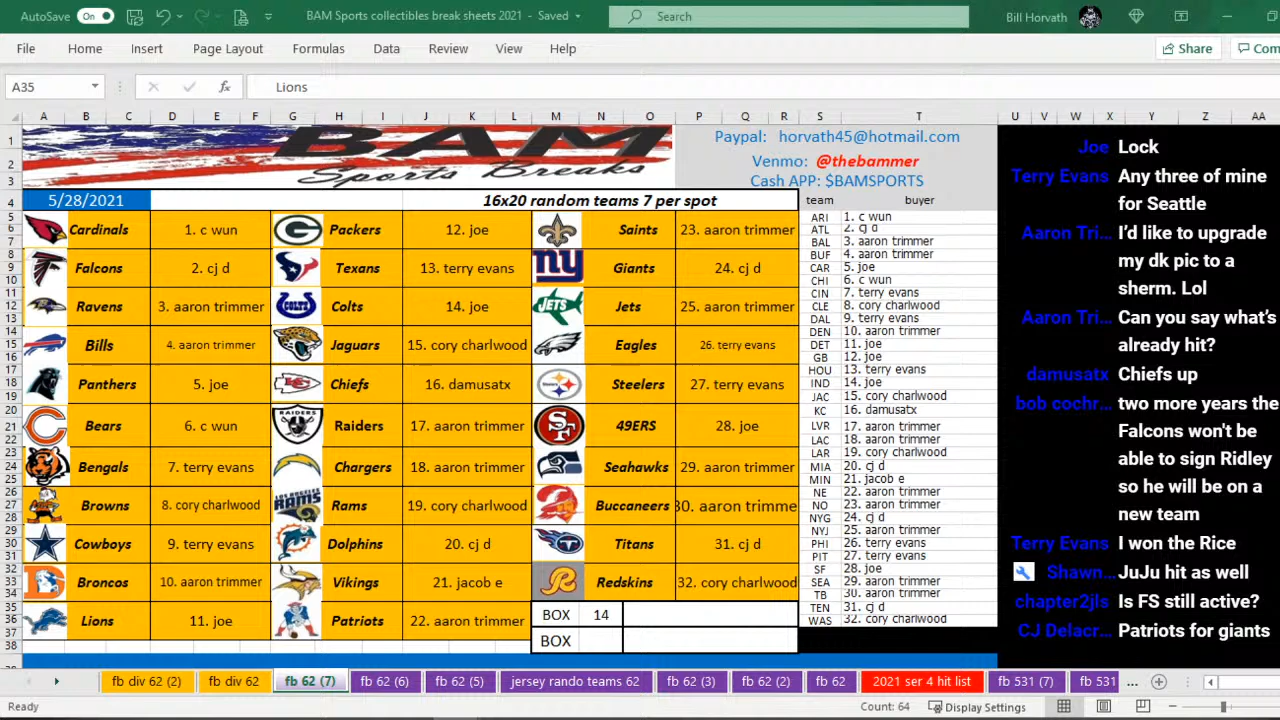 AutoSave On BAM Sports collectibles break sheets 2021 - Saved Search Bill Horvath
File Home Insert Page Layout Formulas Data Review View Help Share Com
A35 fx Lions
A B C D E F G H I J K L M N O P Q R S T U V W X Y Z AA
BAM
Sports Breaks
Paypal: horvath45@hotmail.com
Venmo: @thebammer
Cash APP: $BAMSPORTS
5/28/2021 16x20 random teams 7 per spot team buyer
Cardinals 1. c wun Packers 12. joe Saints 23. aaron trimmer
Falcons 2. cj d Texans 13. terry evans Giants 24. cj d
Ravens 3. aaron trimmer Colts 14. joe Jets 25. aaron trimmer
Bills 4. aaron trimmer Jaguars 15. cory charlwood Eagles 26. terry evans
Panthers 5. joe Chiefs 16. damusatx Steelers 27. terry evans
Bears 6. c wun Raiders 17. aaron trimmer 49ERS 28. joe
Bengals 7. terry evans Chargers 18. aaron trimmer Seahawks 29. aaron trimmer
Browns 8. cory charlwood Rams 19. cory charlwood Buccaneers 30. aaron trimme
Cowboys 9. terry evans Dolphins 20. cj d Titans 31. cj d
Broncos 10. aaron trimmer Vikings 21. jacob e Redskins 32. cory charlwood
Lions 11. joe Patriots 22. aaron trimmer BOX 14
BOX
ARI 1. c wun
ATL 2. cj d
BAL 3. aaron trimmer
BUF 4. aaron trimmer
CAR 5. joe
CHI 6. c wun
CIN 7. terry evans
CLE 8. cory charlwood
DAL 9. terry evans
DEN 10. aaron trimmer
DET 11. joe
GB 12. joe
HOU 13. terry evans
IND 14. joe
JAC 15. cory charlwood
KC 16. damusatx
LVR 17. aaron trimmer
LAC 18. aaron trimmer
LAR 19. cory charlwood
MIA 20. cj d
MIN 21. jacob e
NE 22. aaron trimmer
NO 23. aaron trimmer
NYG 24. cj d
NYJ 25. aaron trimmer
PHI 26. terry evans
PIT 27. terry evans
SF 28. joe
SEA 29. aaron trimmer
TB 30. aaron trimmer
TEN 31. cj d
WAS 32. cory charlwood
Joe Lock
Terry Evans Any three of mine
for Seattle
Aaron Tri... I'd like to upgrade
my dk pic to a
sherm. Lol
Aaron Tri... Can you say what's
already hit?
damusatx Chiefs up
bob cochr... two more years the
Falcons won't be
able to sign Ridley
so he will be on a
new team
Terry Evans I won the Rice
Shawn... JuJu hit as well
chapter2jls Is FS still active?
CJ Delacr... Patriots for giants
fb div 62 (2) fb div 62 fb 62 (7) fb 62 (6) fb 62 (5) jersey rando teams 62 fb 62 (3) fb 62 (2) fb 62 2021 ser 4 hit list fb 531 (7) fb 531 ...
Ready Count: 64 Display Settings